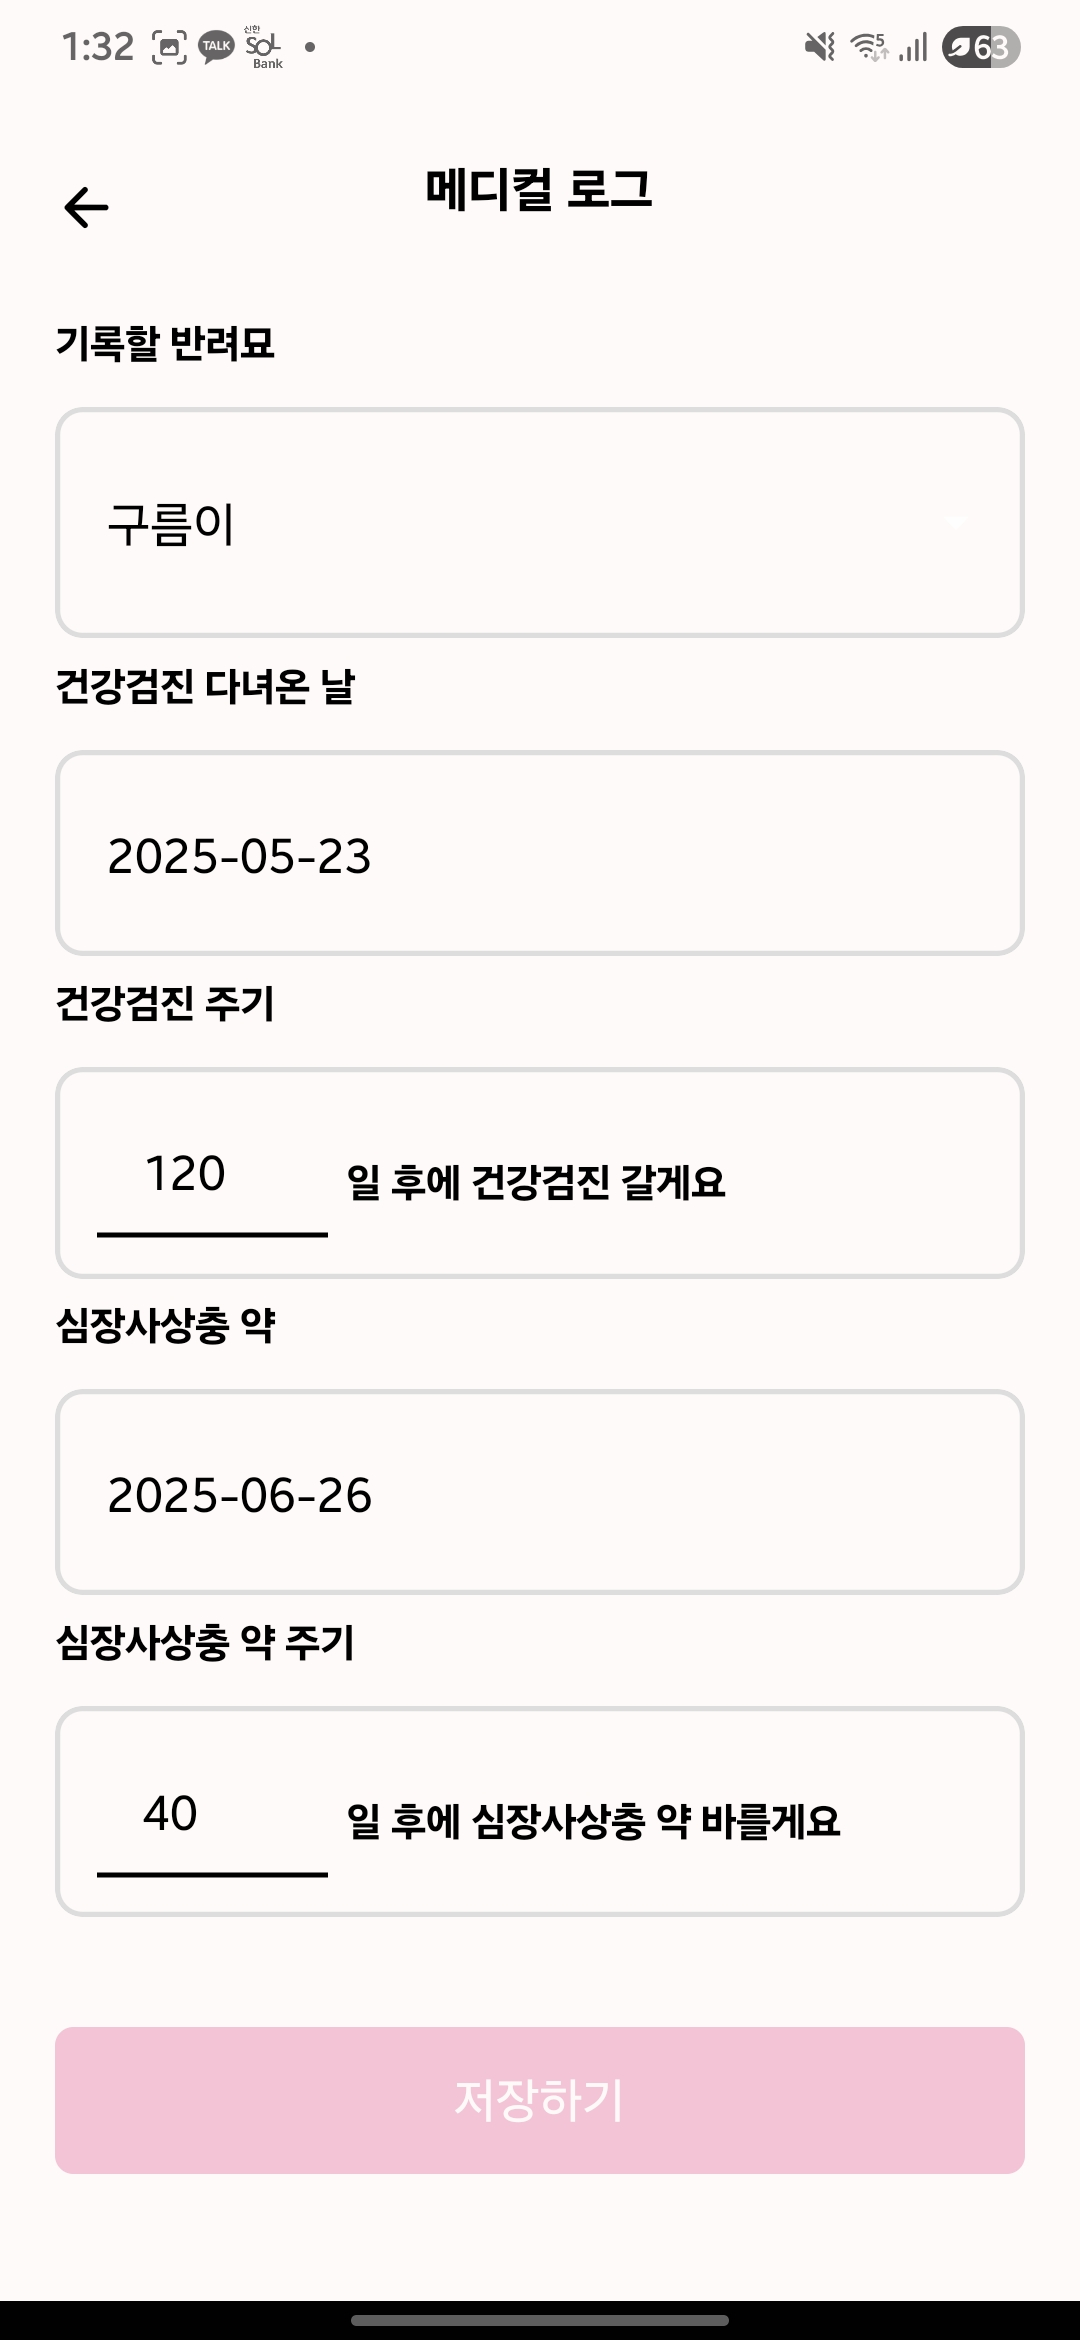 1:32 TALK 신한 SOL Bank 5 63
메디컬 로그
기록할 반려묘
구름이
건강검진 다녀온 날
2025-05-23
건강검진 주기
120 일 후에 건강검진 갈게요
심장사상충 약
2025-06-26
심장사상충 약 주기
40 일 후에 심장사상충 약 바를게요
저장하기